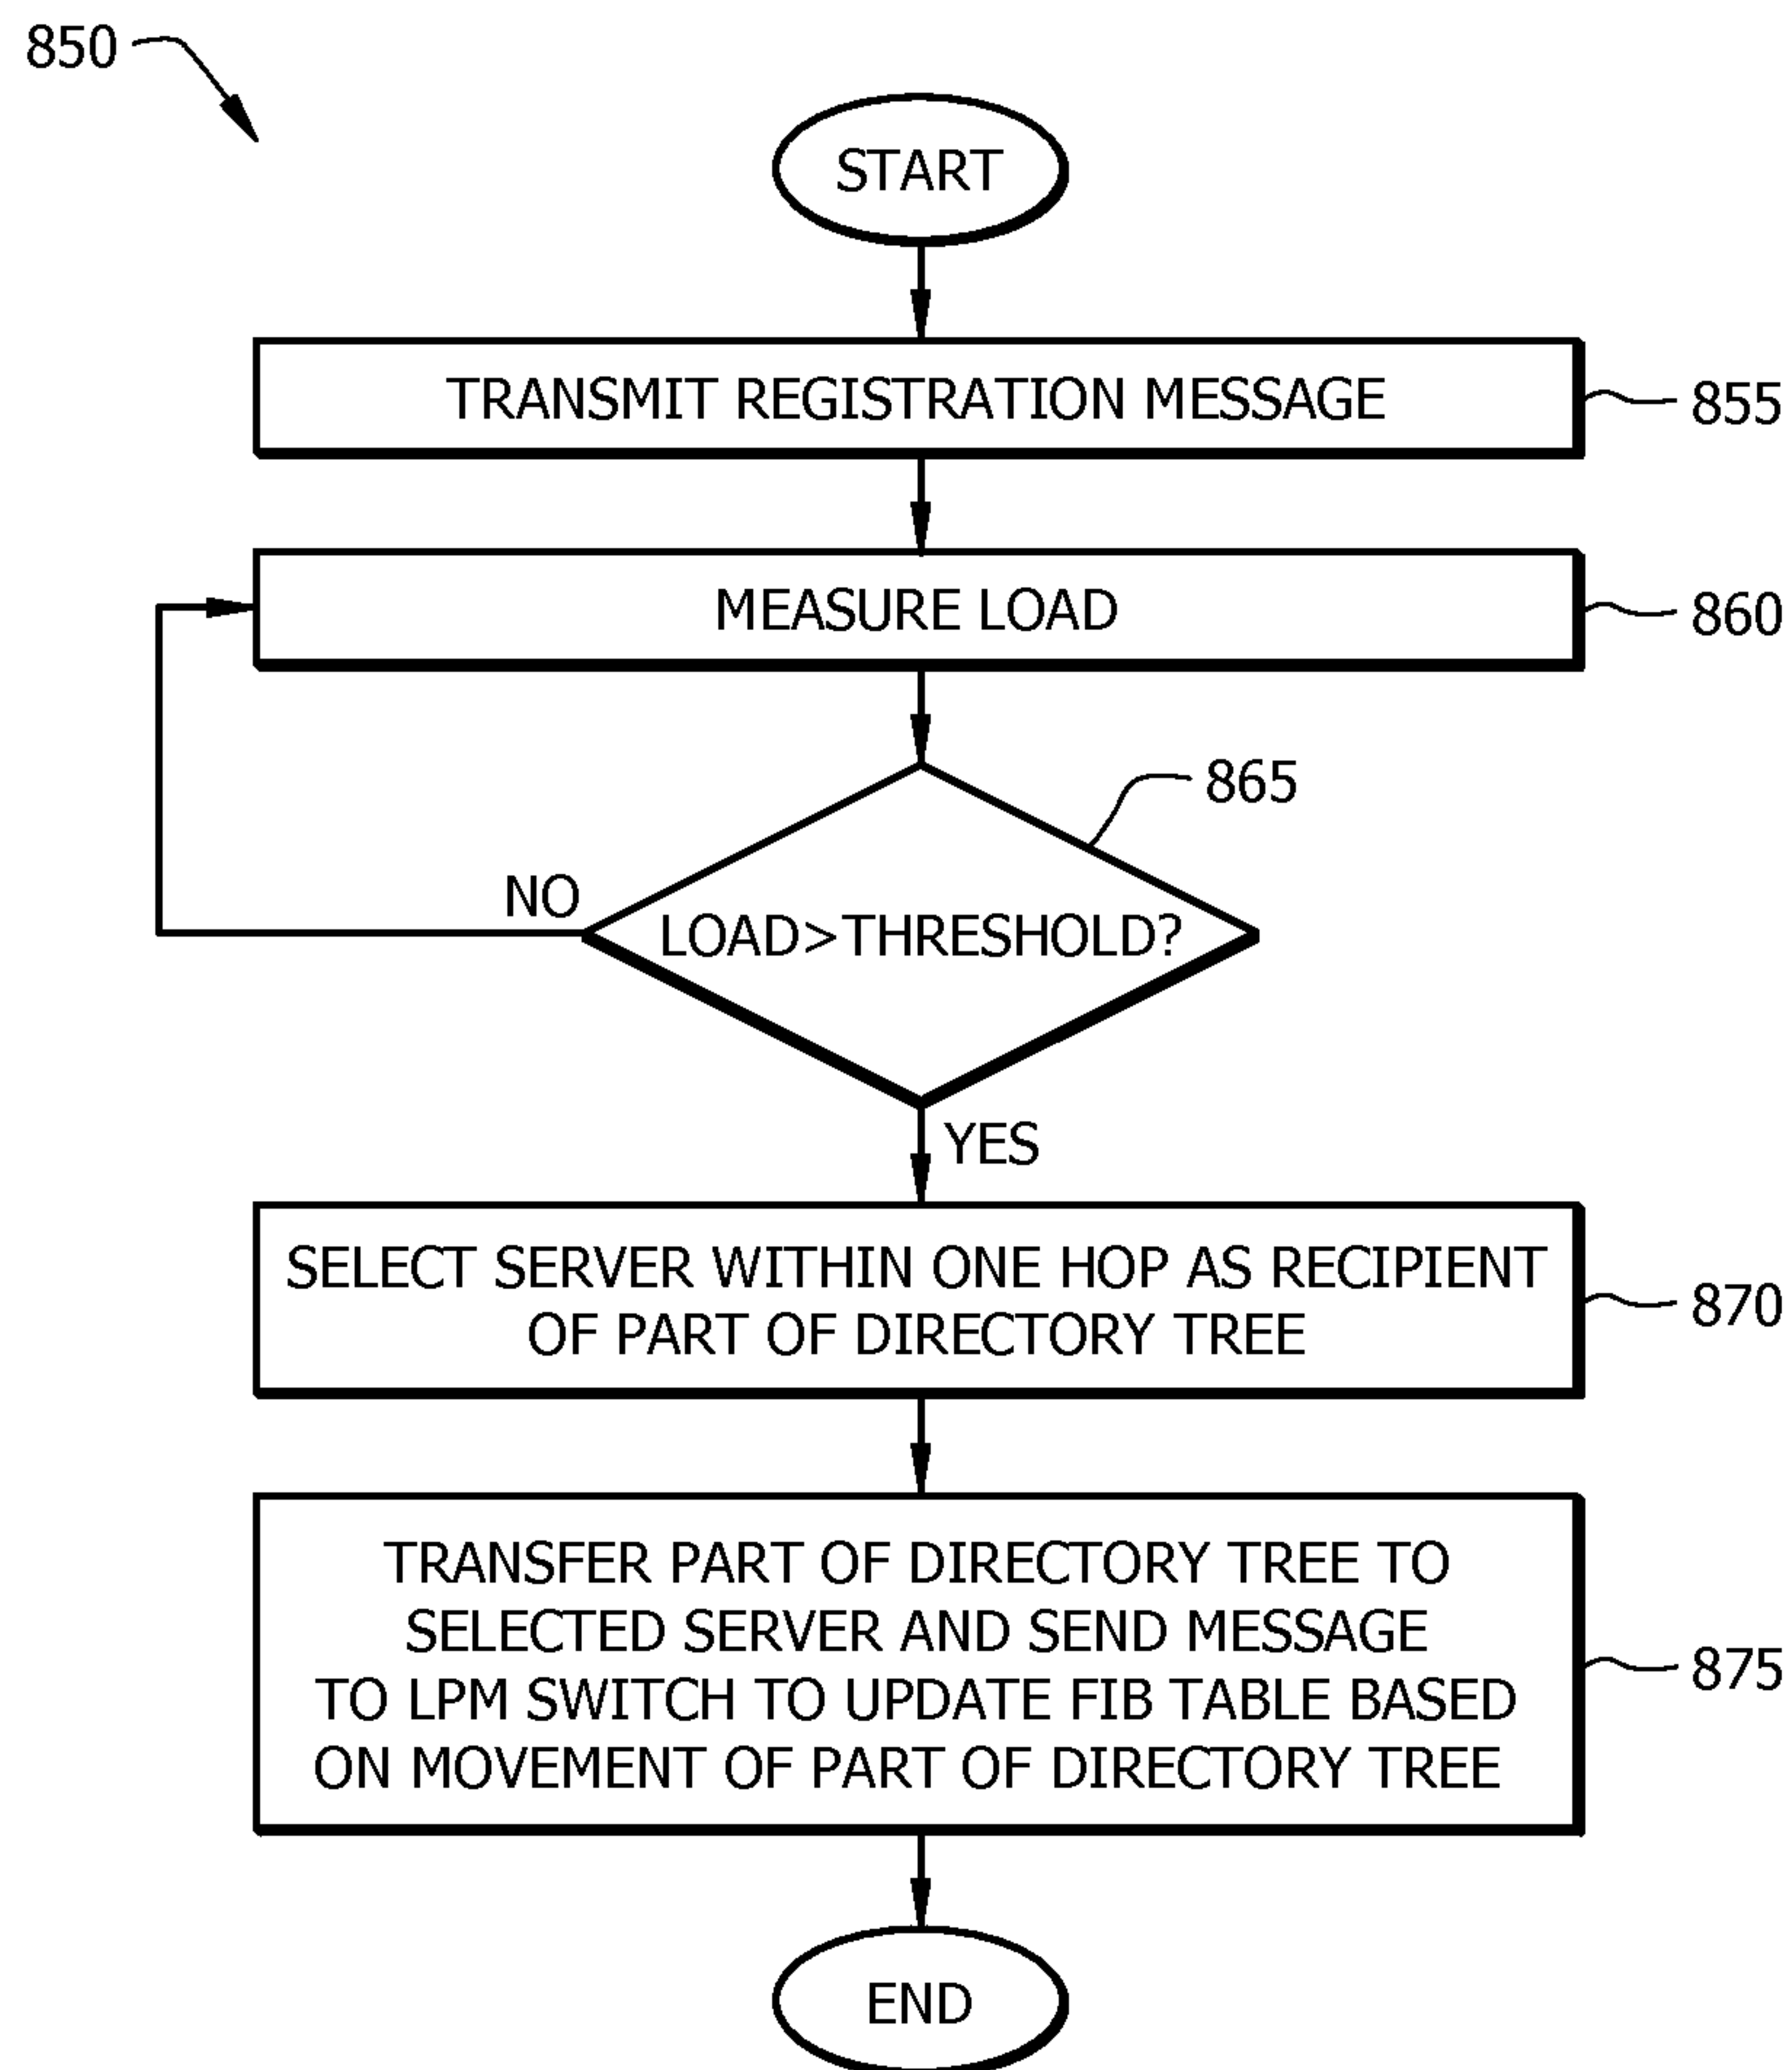 850
START
TRANSMIT REGISTRATION MESSAGE
855
MEASURE LOAD
860
865
NO
LOAD>THRESHOLD?
YES
SELECT SERVER WITHIN ONE HOP AS RECIPIENT
OF PART OF DIRECTORY TREE
870
TRANSFER PART OF DIRECTORY TREE TO
SELECTED SERVER AND SEND MESSAGE
TO LPM SWITCH TO UPDATE FIB TABLE BASED
ON MOVEMENT OF PART OF DIRECTORY TREE
875
END